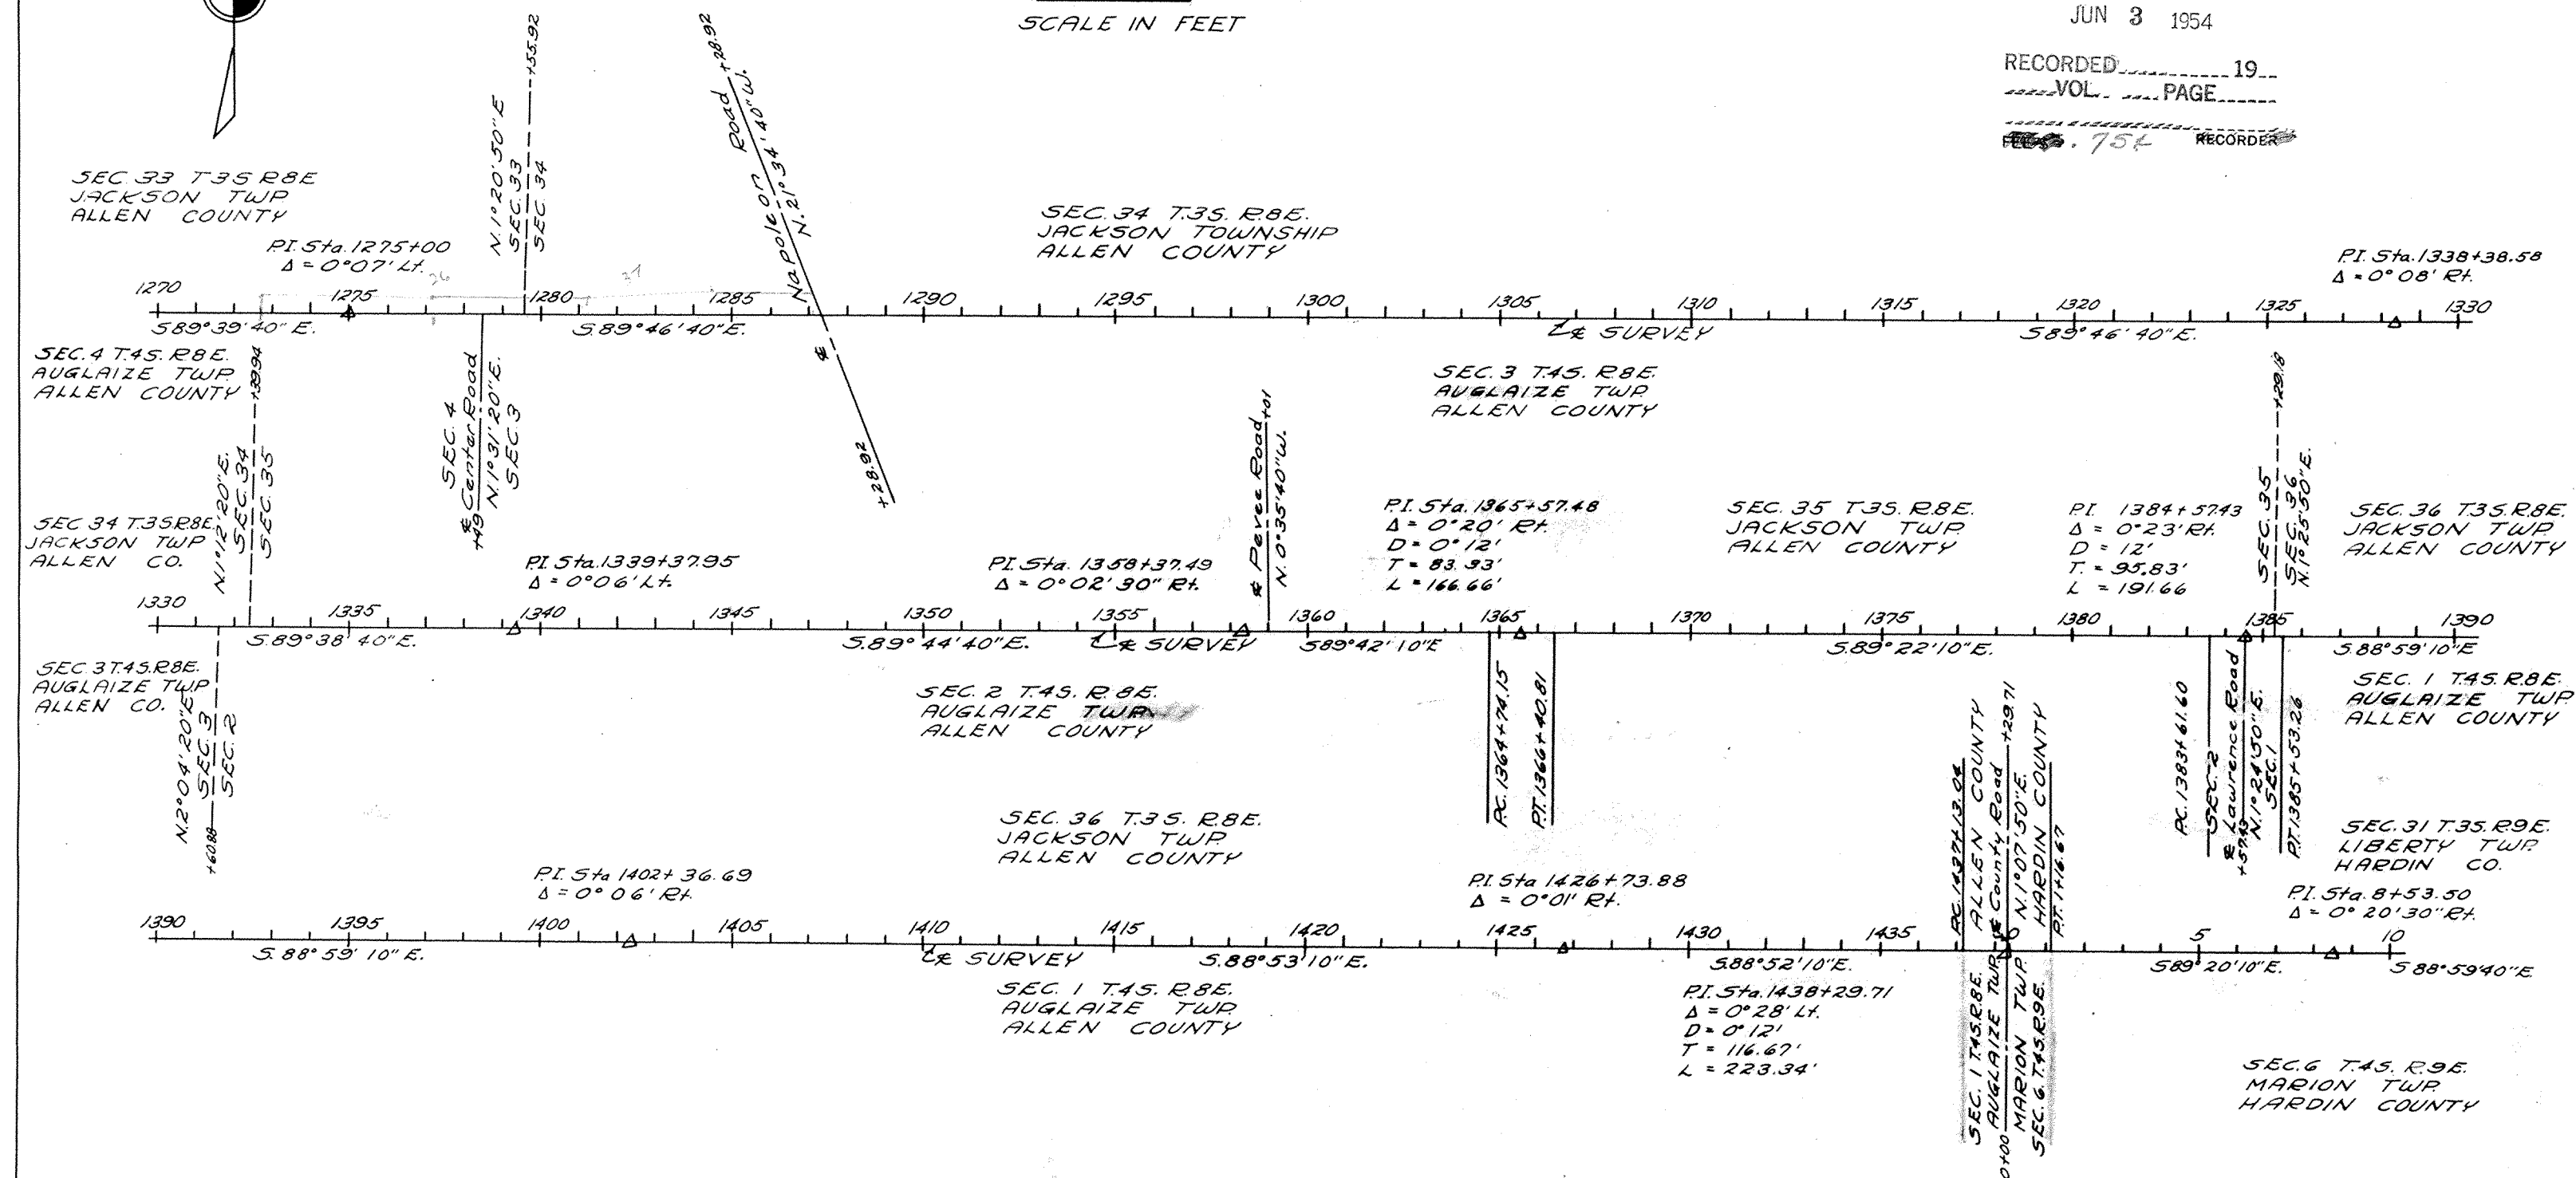 SCALE IN FEET
JUN 3 1954
RECORDED 19
VOL. PAGE
.75¢ RECORDER
+55.92
N.1°20'50"E
SEC. 33
SEC. 34
+28.92
Napoleon Road
N.21°34'40"W.
SEC. 33 T3S R8E
JACKSON TWP.
ALLEN COUNTY
P.I. Sta. 1275+00
Δ = 0°07' Lt.
SEC. 34 T.3S. R.8E.
JACKSON TOWNSHIP
ALLEN COUNTY
P.I. Sta. 1338+38.58
Δ = 0° 08' Rt.
1270 1275 1280 1285 1290 1295 1300 1305 1310 1315 1320 1325 1330
S89°39'40"E. S.89°46'40"E. ℄ SURVEY S.89°46'40"E.
SEC. 4 T.4S. R.8E.
AUGLAIZE TWP.
ALLEN COUNTY
+39.94
N.1°12'20"E.
SEC. 34
SEC. 35
SEC. 4
℄ Center Road
+49
N.1°31'20"E.
SEC. 3
℄
+28.92
℄ Pevee Road +01
N.0°35'40"W.
SEC. 3 T.4S. R.8E.
AUGLAIZE TWP.
ALLEN COUNTY
+29.18
SEC. 35
SEC. 36
N.1°25'50"E.
SEC 34 T.3S R8E.
JACKSON TWP
ALLEN CO.
P.I. Sta. 1339+37.95
Δ = 0°06' Lt.
P.I. Sta. 1358+37.49
Δ = 0°02'30" Rt.
P.I. Sta. 1365+57.48
Δ = 0°20' Rt.
D = 0°12'
T = 83.33'
L = 166.66'
SEC. 35 T.3S. R.8E.
JACKSON TWP.
ALLEN COUNTY
P.I. 1384+57.43
Δ = 0°23' Rt.
D = 12'
T. = 95.83'
L = 191.66
SEC. 36 T.3S. R.8E.
JACKSON TWP.
ALLEN COUNTY
1330 1335 1340 1345 1350 1355 1360 1365 1370 1375 1380 1385 1390
S.89°38'40"E. S.89°44'40"E. ℄ SURVEY S89°42'10"E S.89°22'10"E. S.88°59'10"E
SEC. 3 T.4S. R.8E.
AUGLAIZE TWP
ALLEN CO.
N.2°04'20"E.
SEC. 3
SEC. 2
+60.88
SEC. 2 T.4S. R.8E.
AUGLAIZE TWP.
ALLEN COUNTY
P.C. 1364+74.15
P.T. 1366+40.81
P.C. 1383+61.60
SEC. 2
℄ Lawrence Road
+57.43
N.1°24'50"E.
SEC. 1
P.T. 1385+53.26
SEC. 1 T.4S. R.8E.
AUGLAIZE TWP.
ALLEN COUNTY
SEC. 36 T.3S. R.8E.
JACKSON TWP.
ALLEN COUNTY
P.C. 1437+13.04
ALLEN COUNTY
℄ County Road +29.71
N.1°07'50"E.
HARDIN COUNTY
P.T. 1+16.67
SEC. 31 T.3S. R.9E.
LIBERTY TWP.
HARDIN CO.
P.I. Sta 1402+36.69
Δ = 0°06' Rt.
P.I. Sta 1426+73.88
Δ = 0°01' Rt.
P.I. Sta. 8+53.50
Δ = 0°20'30" Rt.
1390 1395 1400 1405 1410 1415 1420 1425 1430 1435 0 5 10
S.88°59'10"E. ℄ SURVEY S.88°53'10"E. S.88°52'10"E. S89°20'10"E. S88°59'40"E
SEC. 1 T.4S. R.8E.
AUGLAIZE TWP.
ALLEN COUNTY
P.I. Sta. 1438+29.71
Δ = 0°28' Lt.
D = 0°12'
T = 116.67'
L = 223.34'
SEC. 1 T.4S.R.8E.
AUGLAIZE TWP.
0+00
MARION TWP.
SEC. 6 T.4S.R.9E.
SEC. 6 T.4S. R.9E.
MARION TWP.
HARDIN COUNTY